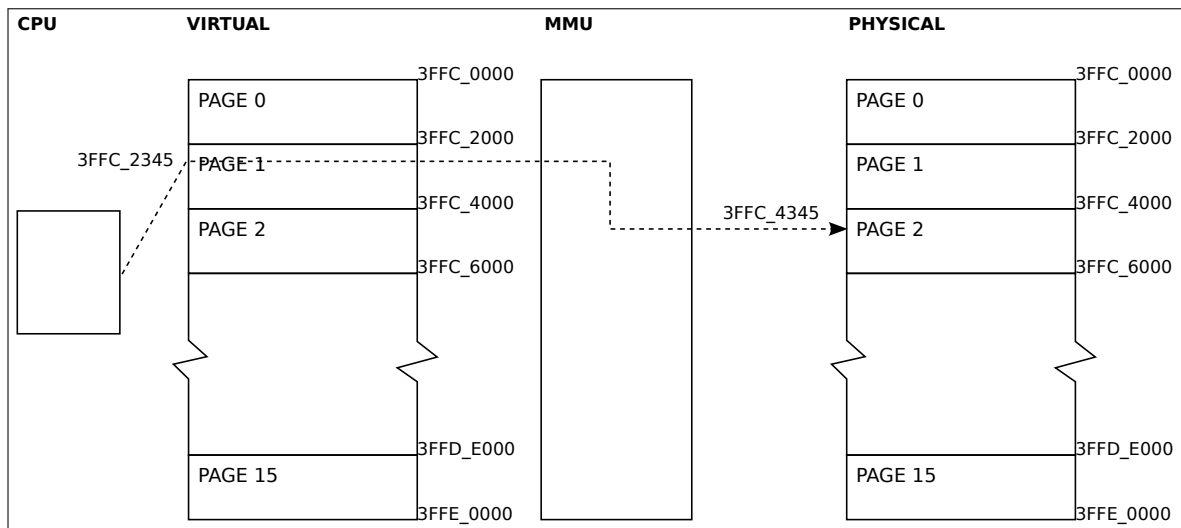 CPU VIRTUAL MMU PHYSICAL
3FFC_0000 3FFC_0000
PAGE 0 PAGE 0
3FFC_2000 3FFC_2000
3FFC_2345 PAGE 1 PAGE 1
3FFC_4000 3FFC_4000
3FFC_4345
PAGE 2 PAGE 2
3FFC_6000 3FFC_6000
3FFD_E000 3FFD_E000
PAGE 15 PAGE 15
3FFE_0000 3FFE_0000